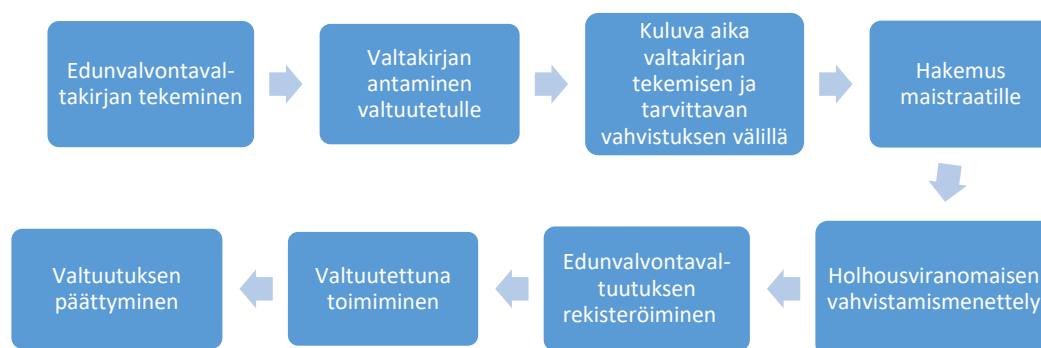 Edunvalvontaval-
takirjan tekeminen
Valtakirjan
antaminen
valtuutetulle
Kuluva aika
valtakirjan
tekemisen ja
tarvittavan
vahvistuksen välillä
Hakemus
maistraatille
Holhousviranomaisen
vahvistamismenettely
Edunvalvontaval-
tuutuksen
rekisteröiminen
Valtuutettuna
toimiminen
Valtuutuksen
päättyminen